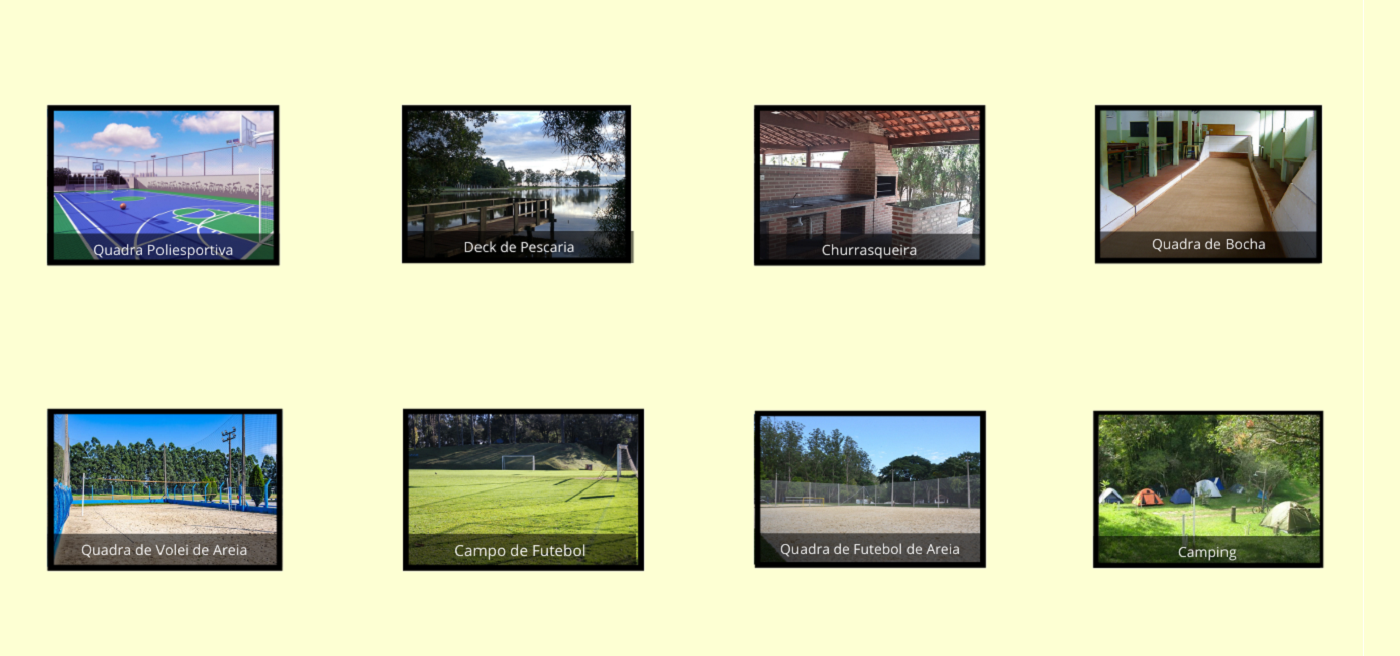 Quadra Poliesportiva
Deck de Pescaria
Churrasqueira
Quadra de Bocha
Quadra de Volei de Areia
Campo de Futebol
Quadra de Futebol de Areia
Camping